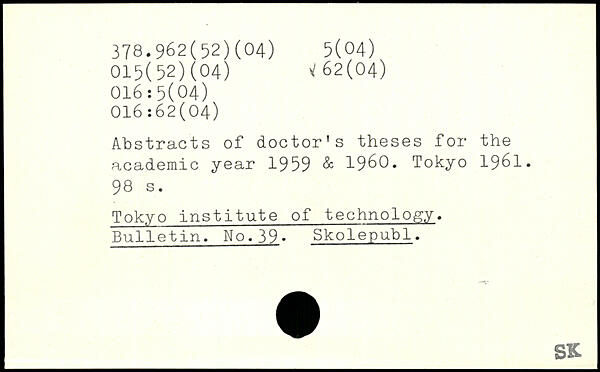 378.962(52)(04) 5(04)
015(52)(04) √ 62(04)
016:5(04)
016:62(04)
Abstracts of doctor's theses for the
academic year 1959 & 1960. Tokyo 1961.
98 s.
Tokyo institute of technology.
Bulletin. No.39. Skolepubl.
SK